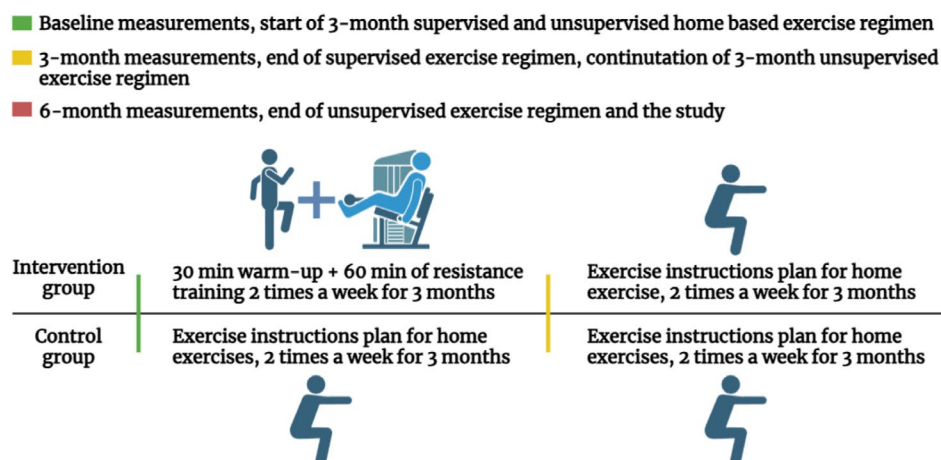 Baseline measurements, start of 3-month supervised and unsupervised home based exercise regimen
3-month measurements, end of supervised exercise regimen, continutation of 3-month unsupervised
exercise regimen
6-month measurements, end of unsupervised exercise regimen and the study
Intervention
group
30 min warm-up + 60 min of resistance
training 2 times a week for 3 months
Exercise instructions plan for home
exercise, 2 times a week for 3 months
Control
group
Exercise instructions plan for home
exercises, 2 times a week for 3 months
Exercise instructions plan for home
exercises, 2 times a week for 3 months